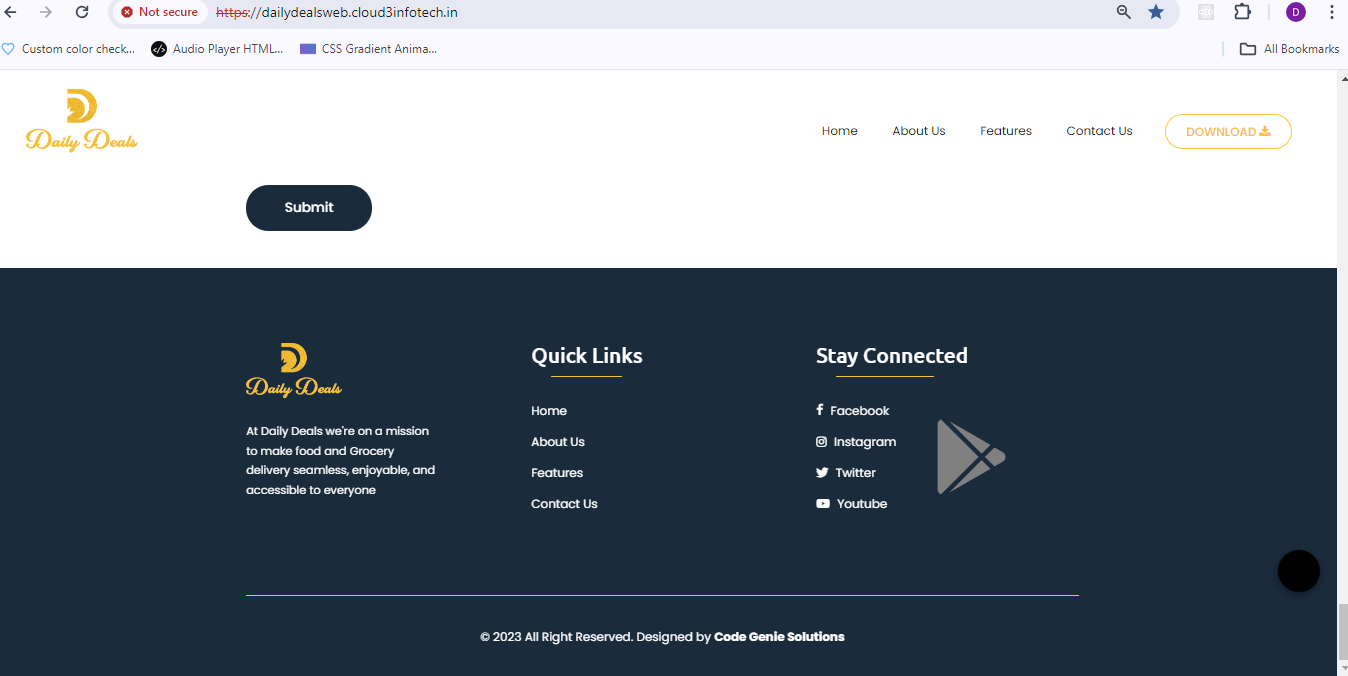 Not secure https://dailydealsweb.cloud3infotech.in D
Custom color check... Audio Player HTML... CSS Gradient Anima... All Bookmarks
Daily Deals
Home About Us Features Contact Us DOWNLOAD
Submit
Daily Deals
At Daily Deals we're on a mission
to make food and Grocery
delivery seamless, enjoyable, and
accessible to everyone
Quick Links
Home
About Us
Features
Contact Us
Stay Connected
Facebook
Instagram
Twitter
Youtube
© 2023 All Right Reserved. Designed by Code Genie Solutions